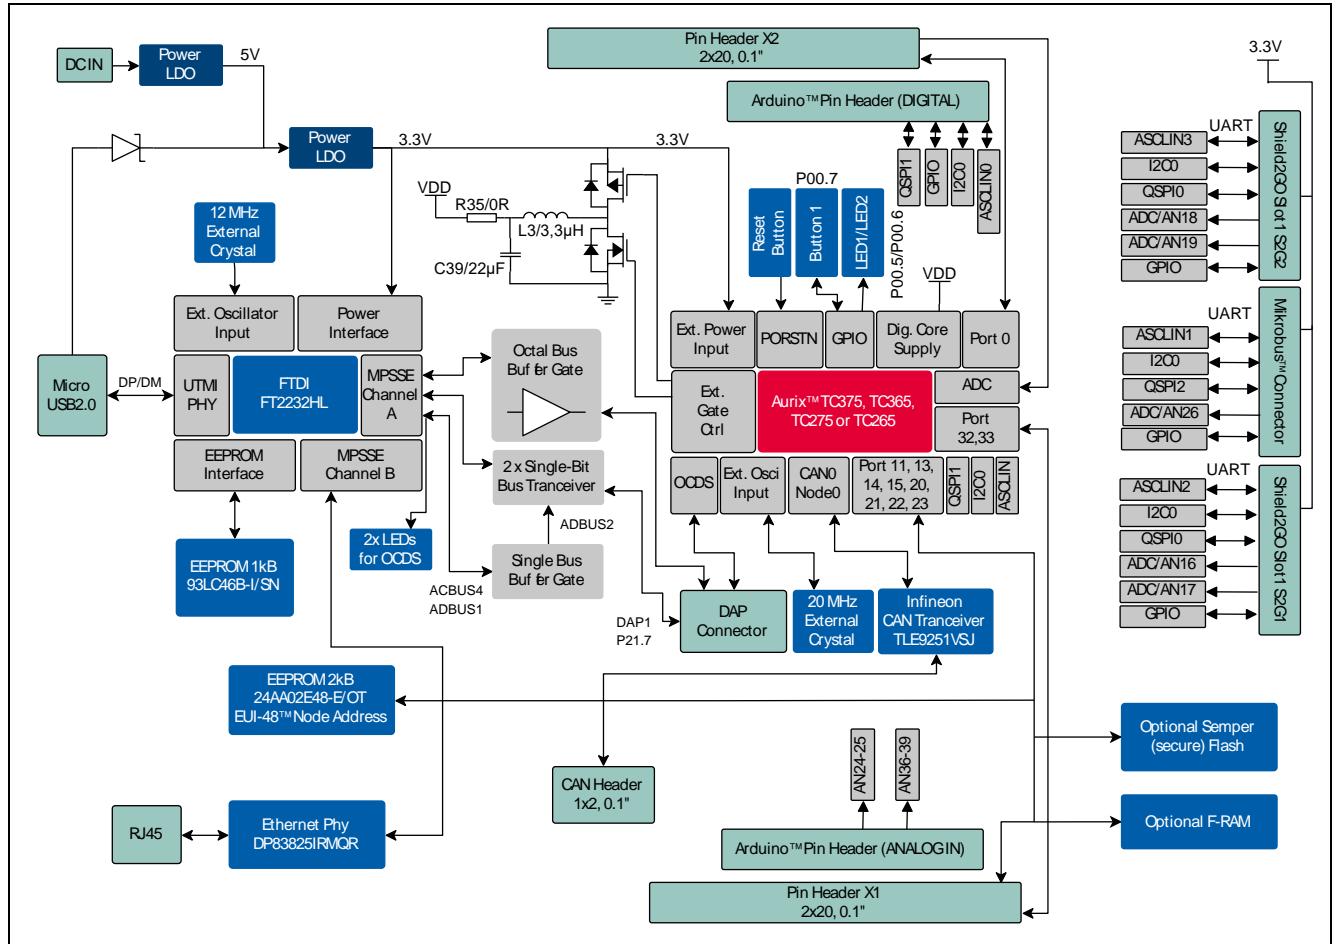 Pin Header X2
2x20, 0.1"
DCIN
Power
LDO
5V
3.3V
Arduino™ Pin Header (DIGITAL)
Power
LDO
3.3V
3.3V
QSPI1
GPIO
I2C0
ASCLIN0
UART
ASCLIN3
I2C0
QSPI0
ADC/AN18
ADC/AN19
GPIO
Shield2GO Slot1 S2G2
VDD
R35/0R
L3/3,3µH
C39/22µF
P00.7
Reset
Button
Button 1
LED1/LED2
P00.5/P00.6
VDD
12 MHz
External
Crystal
Ext. Oscillator
Input
Power
Interface
Ext. Power
Input
PORSTN
GPIO
Dig. Core
Supply
Port 0
UART
ASCLIN1
I2C0
QSPI2
ADC/AN26
GPIO
Mikrobus™ Connector
Micro
USB2.0
DP/DM
UTMI
PHY
FTDI
FT2232HL
MPSSE
Channel
A
Octal Bus
Buffer Gate
Ext.
Gate
Ctrl
Aurix™ TC375, TC365,
TC275 or TC265
ADC
Port
32,33
EEPROM
Interface
MPSSE
Channel B
2 x Single-Bit
Bus Tranceiver
OCDS
Ext. Osci
Input
CAN0
Node0
Port 11, 13,
14, 15, 20,
21, 22, 23
QSPI1
I2C0
ASCLIN
UART
ASCLIN2
I2C0
QSPI0
ADC/AN16
ADC/AN17
GPIO
Shield2GO Slot1 S2G1
ADBUS2
EEPROM 1kB
93LC46B-I/SN
2x LEDs
for OCDS
Single Bus
Buffer Gate
ACBUS4
ADBUS1
DAP1
P21.7
DAP
Connector
20 MHz
External
Crystal
Infineon
CAN Tranceiver
TLE9251VSJ
EEPROM 2kB
24AA02E48-E/OT
EUI-48™ Node Address
Optional Semper
(secure) Flash
AN24-25
AN36-39
CAN Header
1x2, 0.1"
RJ45
Ethernet Phy
DP83825IRMQR
Optional F-RAM
Arduino™ Pin Header (ANALOGIN)
Pin Header X1
2x20, 0.1"